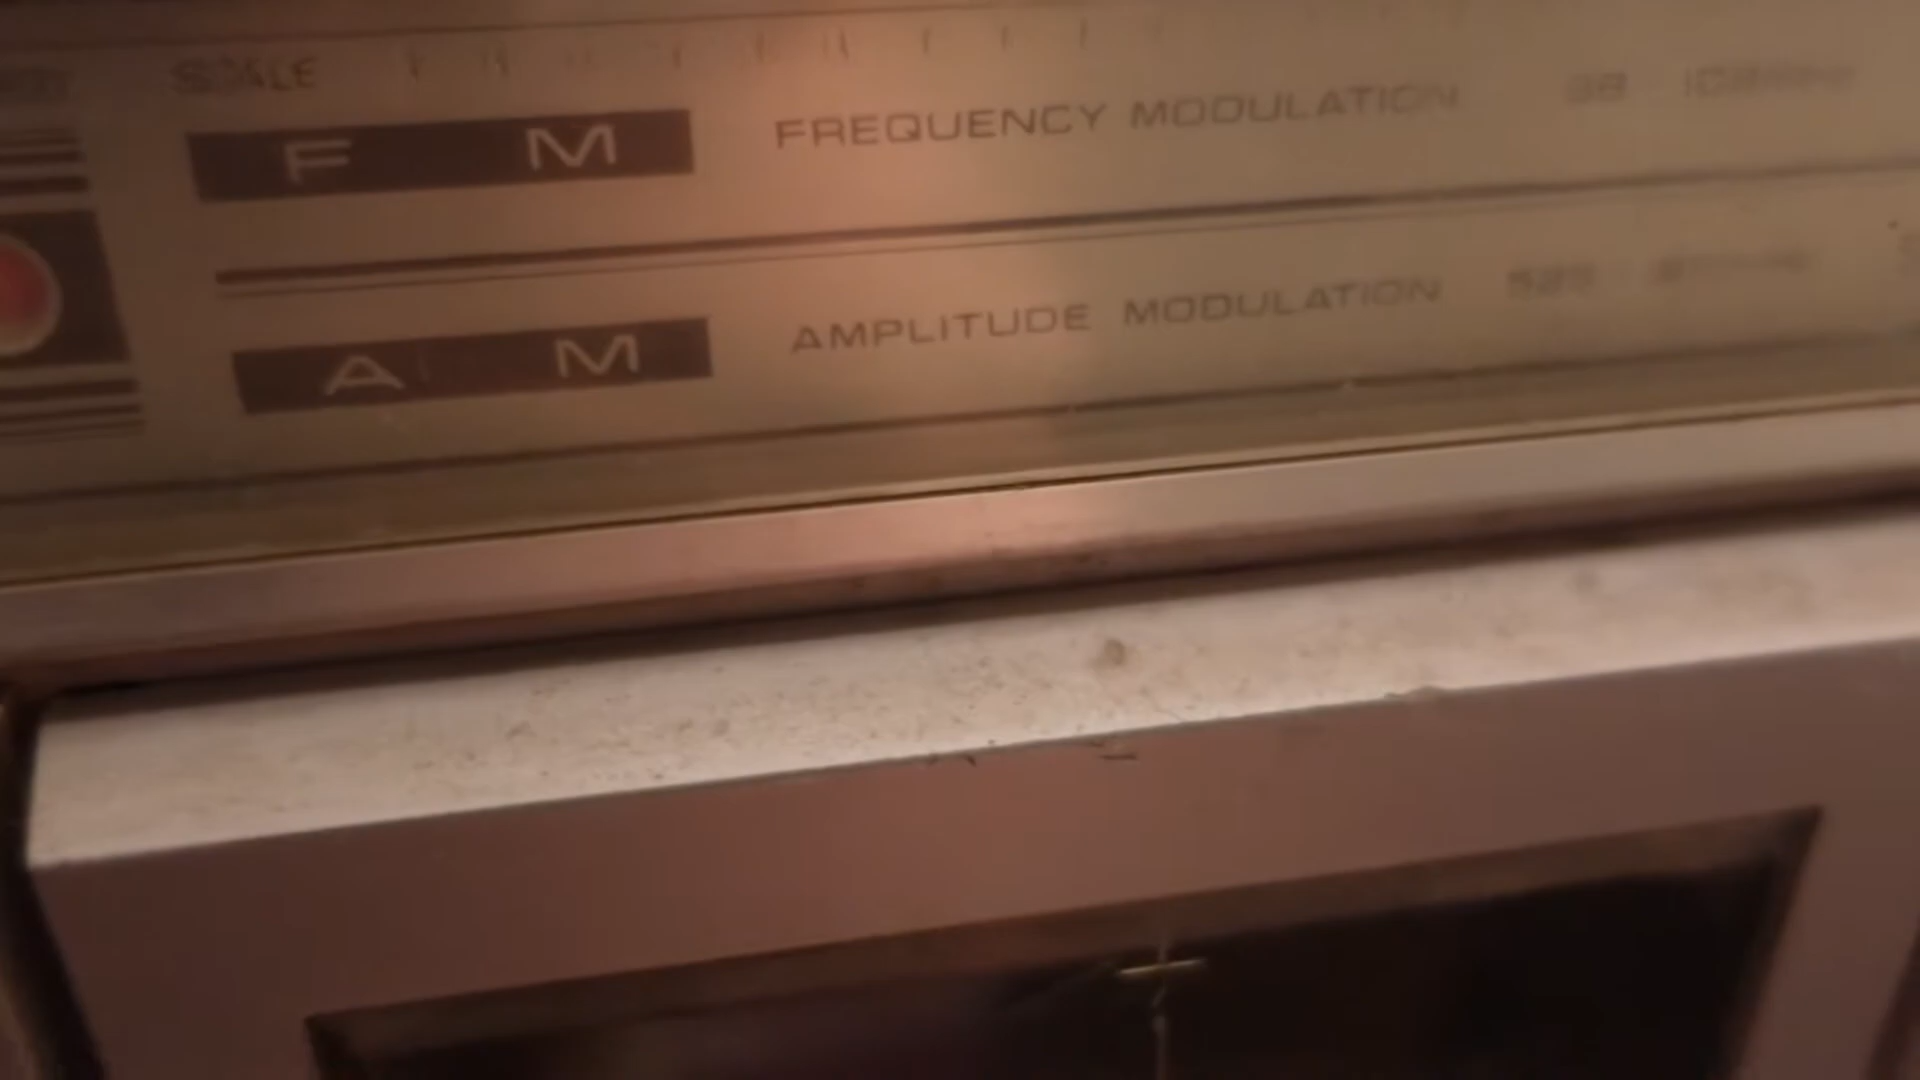 SCALE
F M FREQUENCY MODULATION
A M AMPLITUDE MODULATION